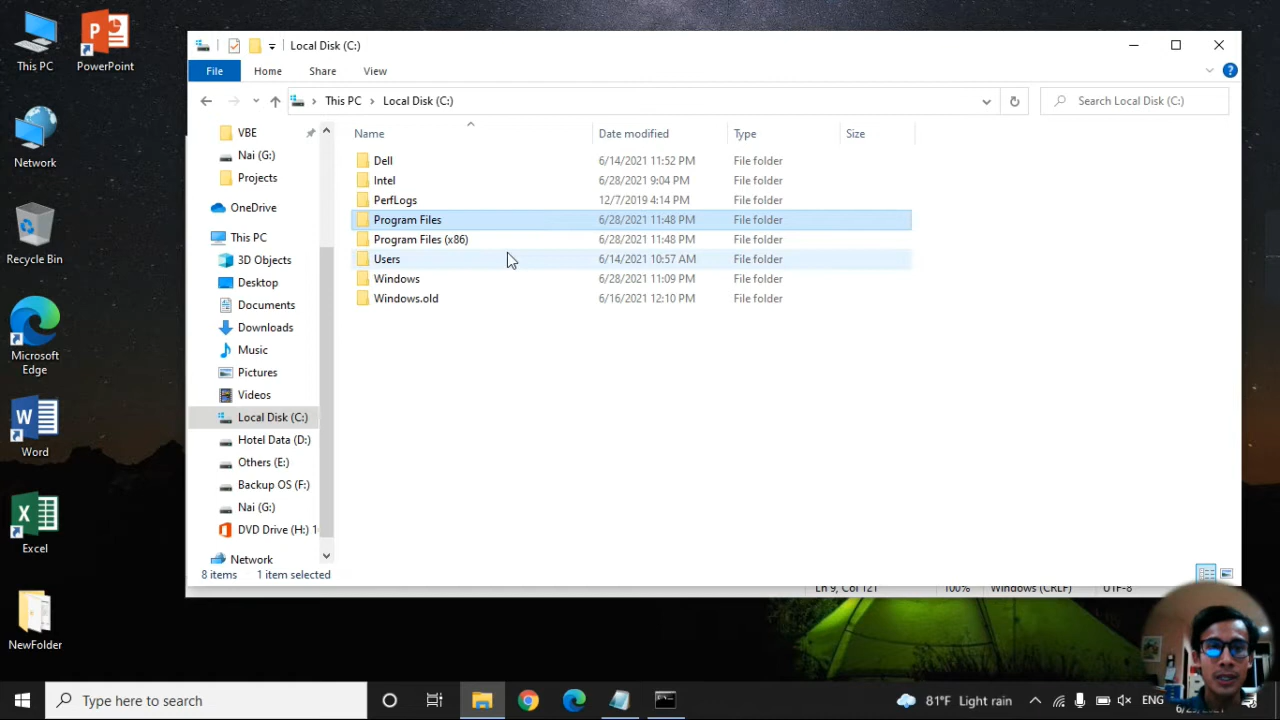 This PC
PowerPoint
Network
Recycle Bin
Microsoft
Edge
Word
Excel
NewFolder
Local Disk (C:)
File
Home
Share
View
This PC
Local Disk (C:)
Search Local Disk (C:)
VBE
Nai (G:)
Projects
OneDrive
This PC
3D Objects
Desktop
Documents
Downloads
Music
Pictures
Videos
Local Disk (C:)
Hotel Data (D:)
Others (E:)
Backup OS (F:)
Nai (G:)
DVD Drive (H:) 1
Network
Name Date modified Type Size
Dell 6/14/2021 11:52 PM File folder
Intel 6/28/2021 9:04 PM File folder
PerfLogs 12/7/2019 4:14 PM File folder
Program Files 6/28/2021 11:48 PM File folder
Program Files (x86) 6/28/2021 11:48 PM File folder
Users 6/14/2021 10:57 AM File folder
Windows 6/28/2021 11:09 PM File folder
Windows.old 6/16/2021 12:10 PM File folder
8 items 1 item selected
Ln 9, Col 121 100% Windows (CRLF) UTF-8
Type here to search
81°F Light rain
ENG